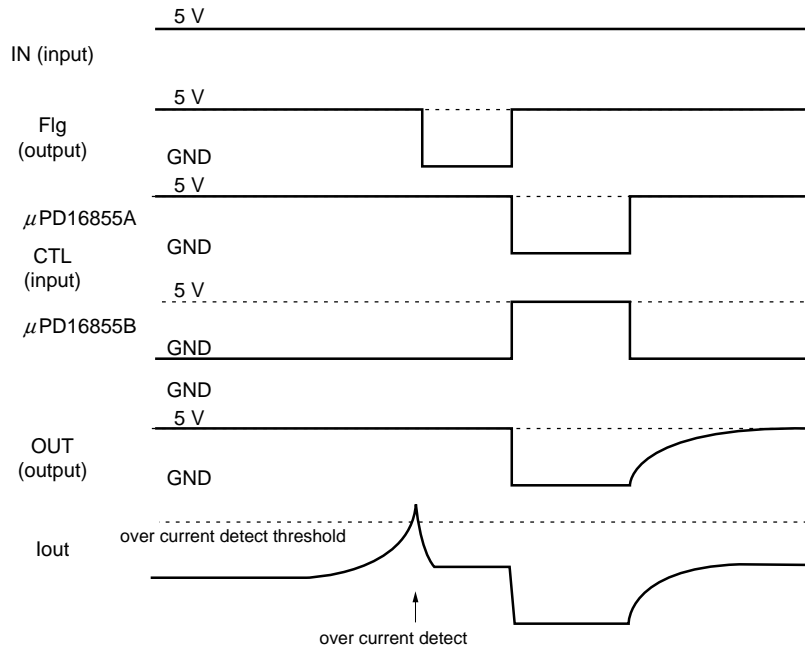 5 V
IN (input)
5 V
Flg
(output)
GND
5 V
μPD16855A
GND
CTL
(input)
5 V
μPD16855B
GND
GND
5 V
OUT
(output)
GND
over current detect threshold
Iout
over current detect